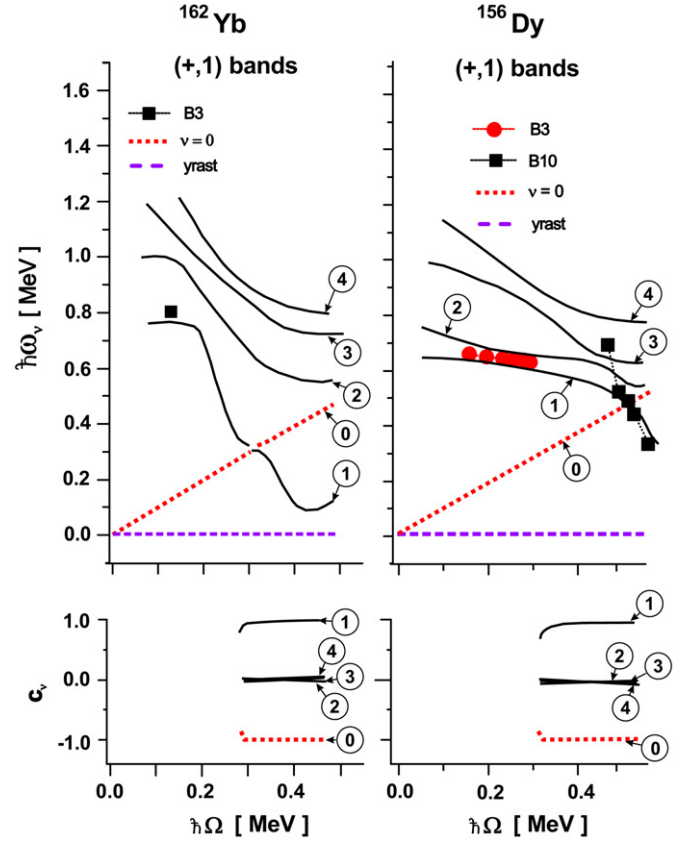 ¹⁶²Yb
¹⁵⁶Dy
(+,1) bands
(+,1) bands
B3
ν = 0
yrast
B3
B10
ν = 0
yrast
ħω_ν [ MeV ]
1.6
1.4
1.2
1.0
0.8
0.6
0.4
0.2
0.0
4
3
2
0
1
2
4
3
1
0
c_ν
1.0
0.0
-1.0
1
4
3
2
0
1
2
3
4
0
0.0
0.2
0.4
0.0
0.2
0.4
ħΩ [ MeV ]
ħΩ [ MeV ]